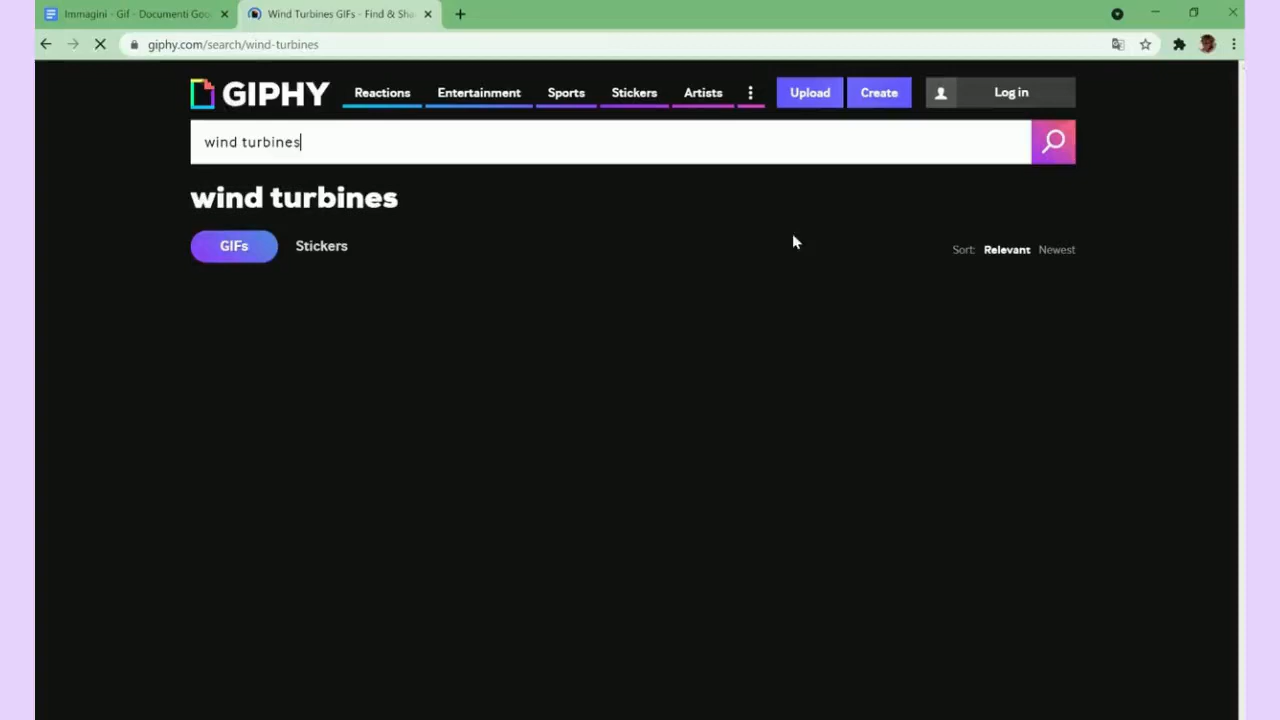 Immagini - Gif - Documenti Goo
Wind Turbines GIFs - Find & Sha
giphy.com/search/wind-turbines
GIPHY
Reactions
Entertainment
Sports
Stickers
Artists
Upload
Create
Log in
wind turbines
wind turbines
GIFs
Stickers
Sort: Relevant Newest